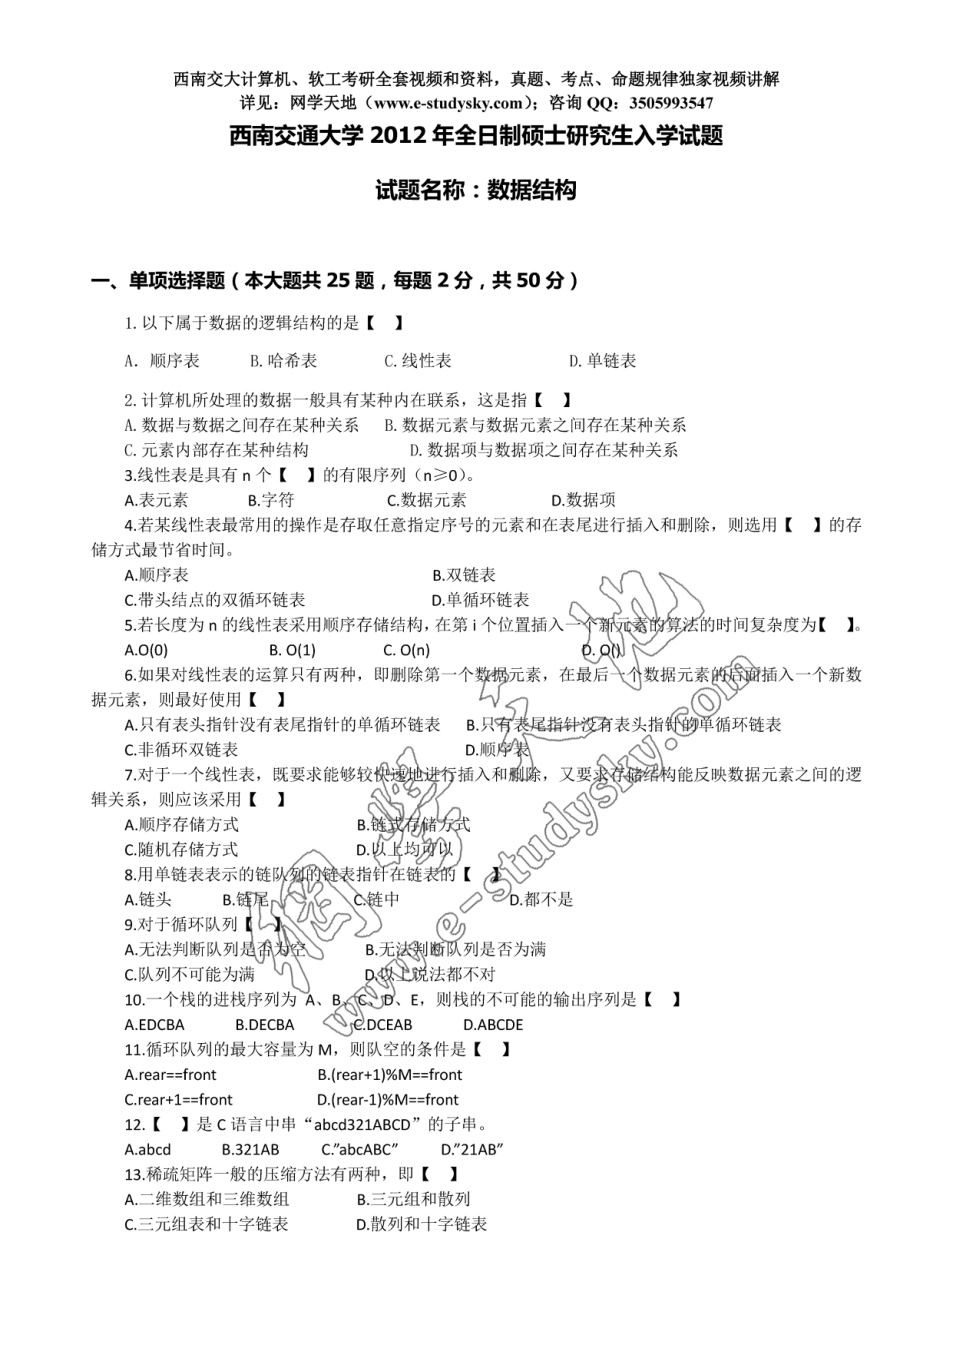 西南交大计算机、软工考研全套视频和资料，真题、考点、命题规律独家视频讲解
详见：网学天地（www.e-studysky.com）；咨询 QQ：3505993547
西南交通大学 2012 年全日制硕士研究生入学试题
试题名称：数据结构
一、单项选择题（本大题共 25 题，每题 2 分，共 50 分）
1. 以下属于数据的逻辑结构的是【　】
A．顺序表　B. 哈希表　C. 线性表　D. 单链表
2. 计算机所处理的数据一般具有某种内在联系，这是指【　】
A. 数据与数据之间存在某种关系　B. 数据元素与数据元素之间存在某种关系
C. 元素内部存在某种结构　D. 数据项与数据项之间存在某种关系
3.线性表是具有 n 个【　】的有限序列（n≥0）。
A.表元素　B.字符　C.数据元素　D.数据项
4.若某线性表最常用的操作是存取任意指定序号的元素和在表尾进行插入和删除，则选用【　】的存
储方式最节省时间。
A.顺序表　B.双链表
C.带头结点的双循环链表　D.单循环链表
5.若长度为 n 的线性表采用顺序存储结构，在第 i 个位置插入一个新元素的算法的时间复杂度为【　】。
A.O(0)　B. O(1)　C. O(n)　D. O()
6.如果对线性表的运算只有两种，即删除第一个数据元素，在最后一个数据元素的后面插入一个新数
据元素，则最好使用【　】
A.只有表头指针没有表尾指针的单循环链表　B.只有表尾指针没有表头指针的单循环链表
C.非循环双链表　D.顺序表
7.对于一个线性表，既要求能够较快速地进行插入和删除，又要求存储结构能反映数据元素之间的逻
辑关系，则应该采用【　】
A.顺序存储方式　B.链式存储方式
C.随机存储方式　D.以上均可以
8.用单链表表示的链队列的链表指针在链表的【　】
A.链头　B.链尾　C.链中　D.都不是
9.对于循环队列【　】
A.无法判断队列是否为空　B.无法判断队列是否为满
C.队列不可能为满　D.以上说法都不对
10.一个栈的进栈序列为 A、B、C、D、E，则栈的不可能的输出序列是【　】
A.EDCBA　B.DECBA　C.DCEAB　D.ABCDE
11.循环队列的最大容量为 M，则队空的条件是【　】
A.rear==front　B.(rear+1)%M==front
C.rear+1==front　D.(rear-1)%M==front
12.【　】是 C 语言中串“abcd321ABCD”的子串。
A.abcd　B.321AB　C.”abcABC”　D.”21AB”
13.稀疏矩阵一般的压缩方法有两种，即【　】
A.二维数组和三维数组　B.三元组和散列
C.三元组表和十字链表　D.散列和十字链表
網學天地
www.e-studysky.com